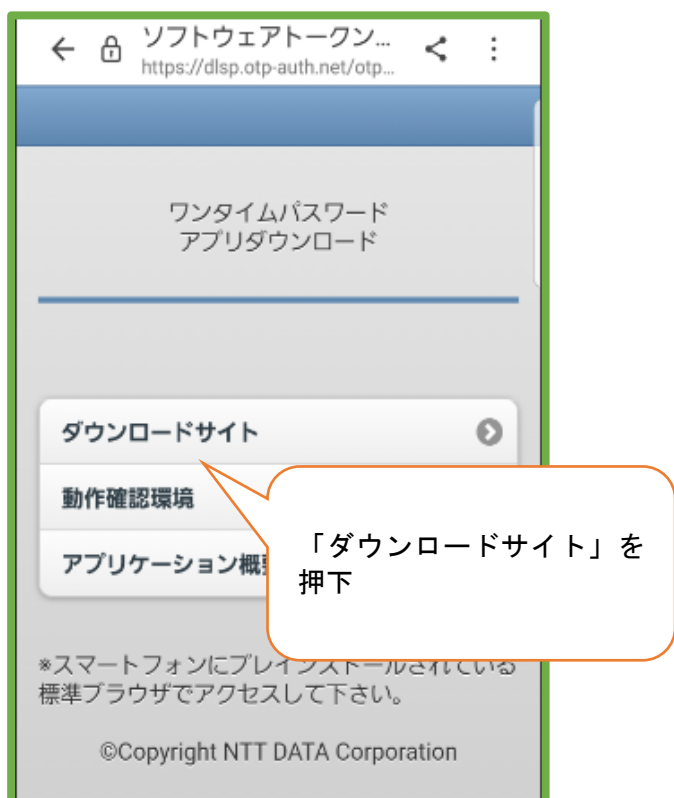 ソフトウェアトークン...
https://dlsp.otp-auth.net/otp...
ワンタイムパスワード
アプリダウンロード
ダウンロードサイト
動作確認環境
アプリケーション概
「ダウンロードサイト」を
押下
*スマートフォンにプレインストールされている
標準ブラウザでアクセスして下さい。
©Copyright NTT DATA Corporation